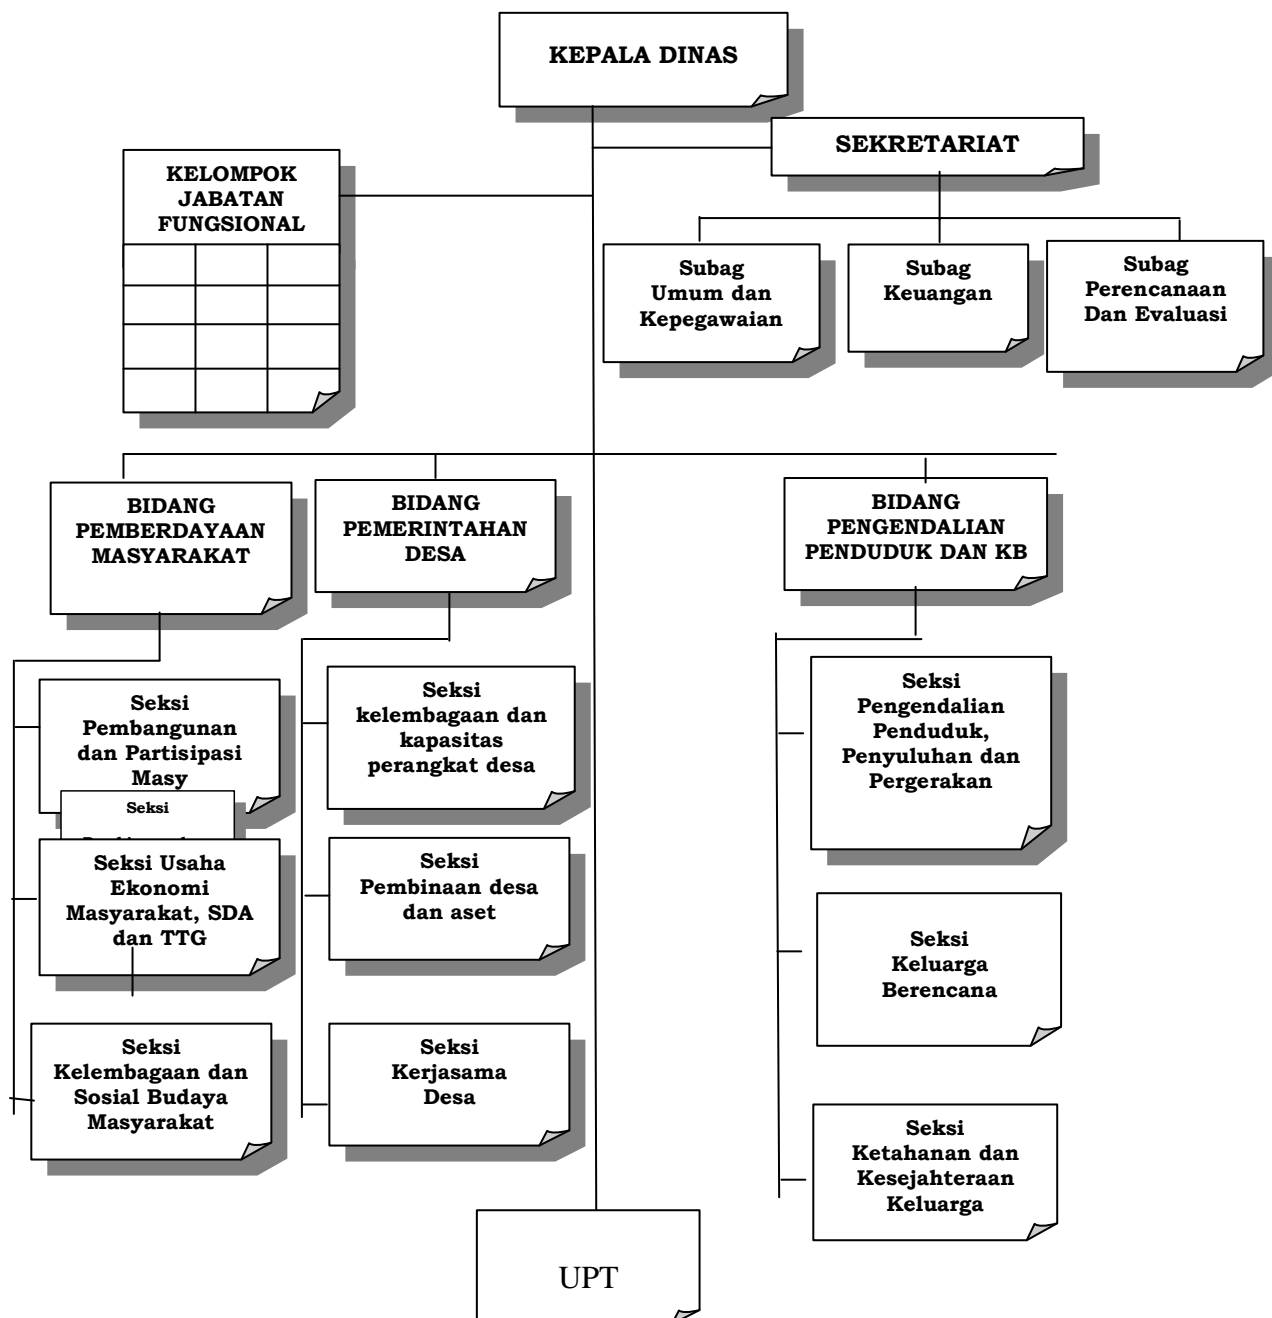 KEPALA DINAS
SEKRETARIAT
KELOMPOK
JABATAN
FUNGSIONAL
Subag
Umum dan
Kepegawaian
Subag
Keuangan
Subag
Perencanaan
Dan Evaluasi
BIDANG
PEMBERDAYAAN
MASYARAKAT
BIDANG
PEMERINTAHAN
DESA
BIDANG
PENGENDALIAN
PENDUDUK DAN KB
Seksi
Pembangunan
dan Partisipasi
Masy
Seksi
Seksi Usaha
Ekonomi
Masyarakat, SDA
dan TTG
Seksi
Kelembagaan dan
Sosial Budaya
Masyarakat
Seksi
kelembagaan dan
kapasitas
perangkat desa
Seksi
Pembinaan desa
dan aset
Seksi
Kerjasama
Desa
Seksi
Pengendalian
Penduduk,
Penyuluhan dan
Pergerakan
Seksi
Keluarga
Berencana
Seksi
Ketahanan dan
Kesejahteraan
Keluarga
UPT